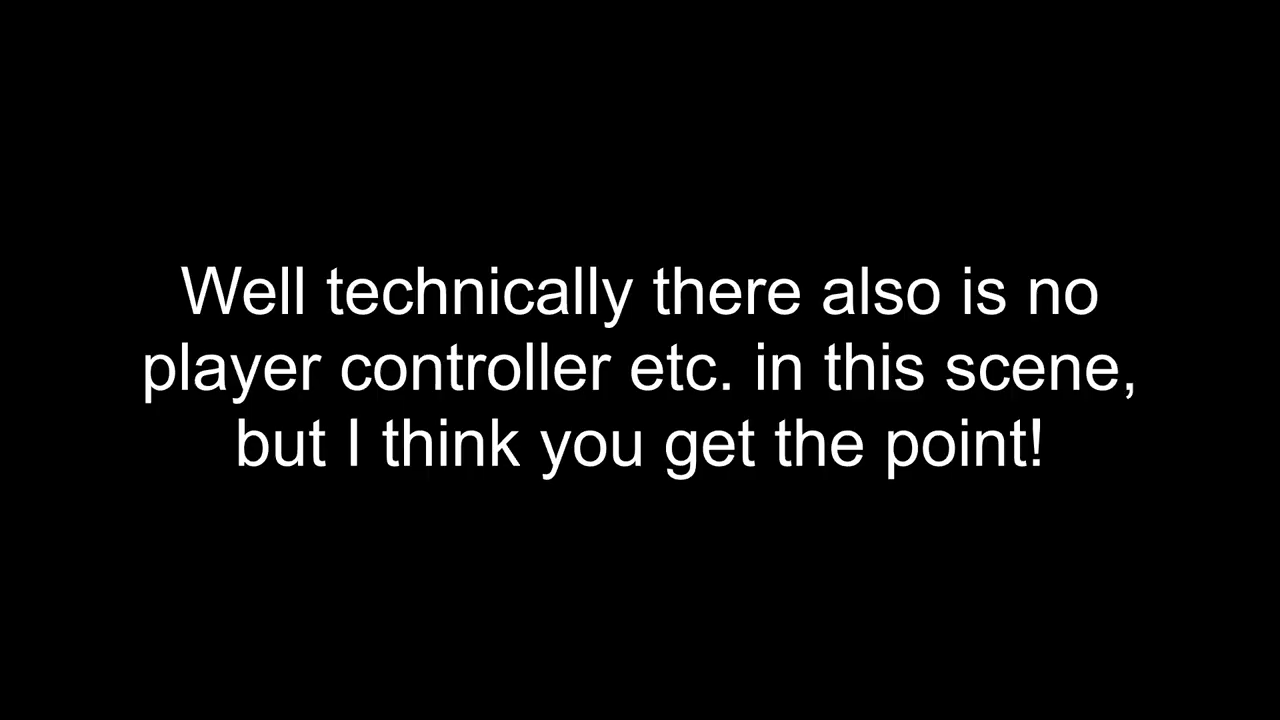 Well technically there also is no
player controller etc. in this scene,
but I think you get the point!